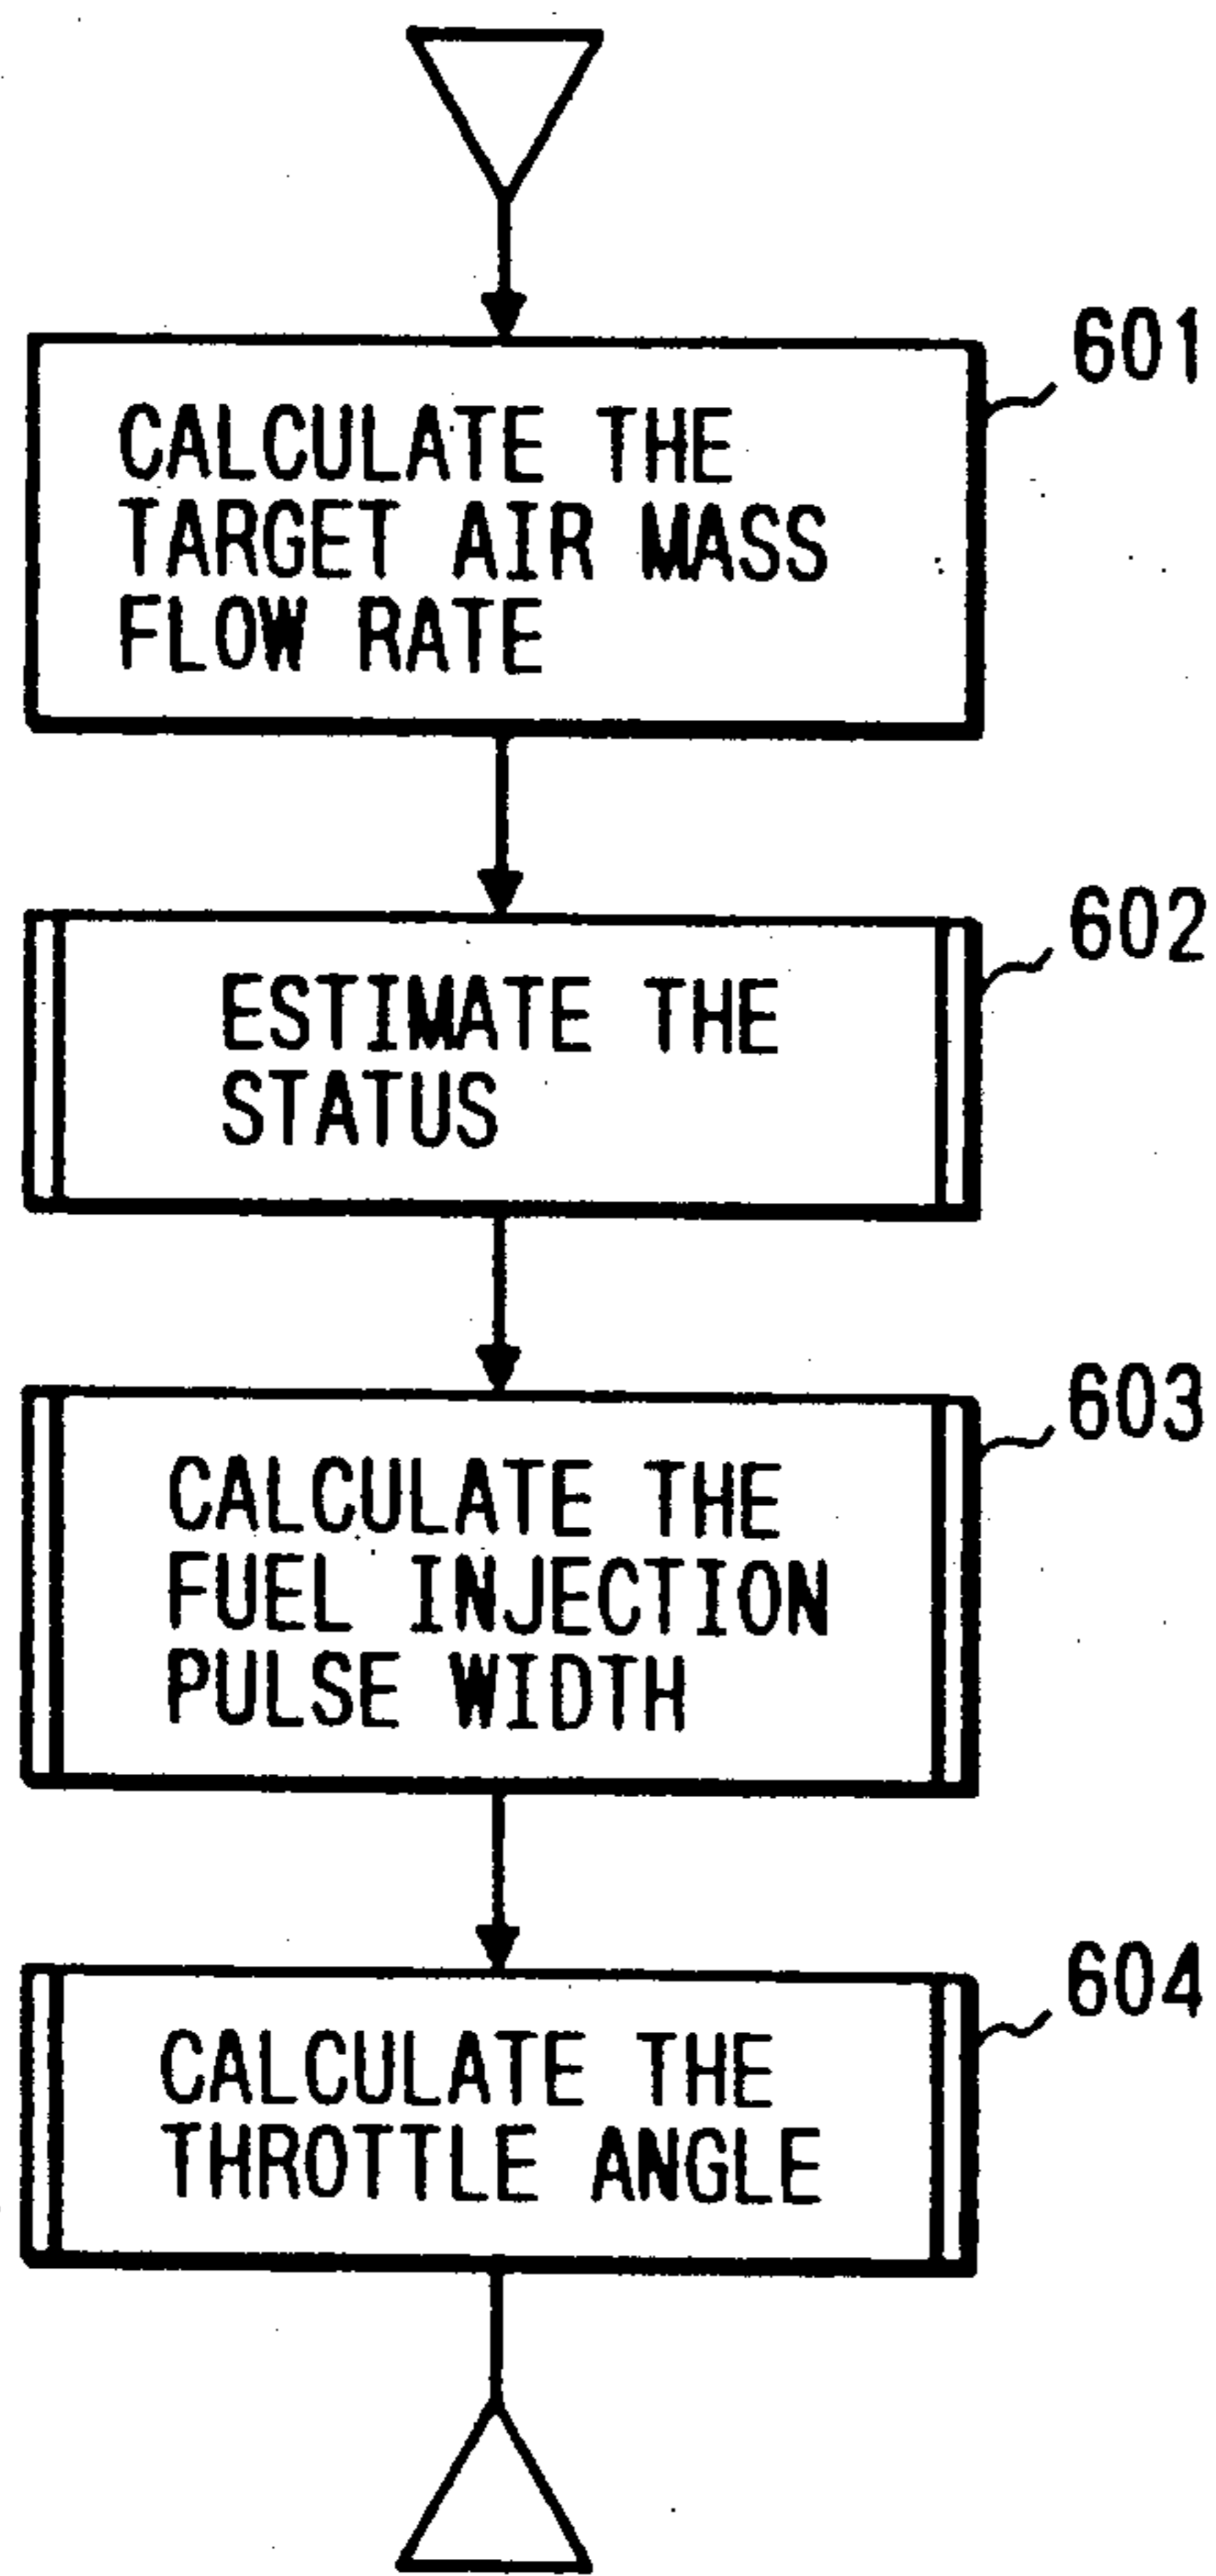 601
CALCULATE THE
TARGET AIR MASS
FLOW RATE
602
ESTIMATE THE
STATUS
603
CALCULATE THE
FUEL INJECTION
PULSE WIDTH
604
CALCULATE THE
THROTTLE ANGLE